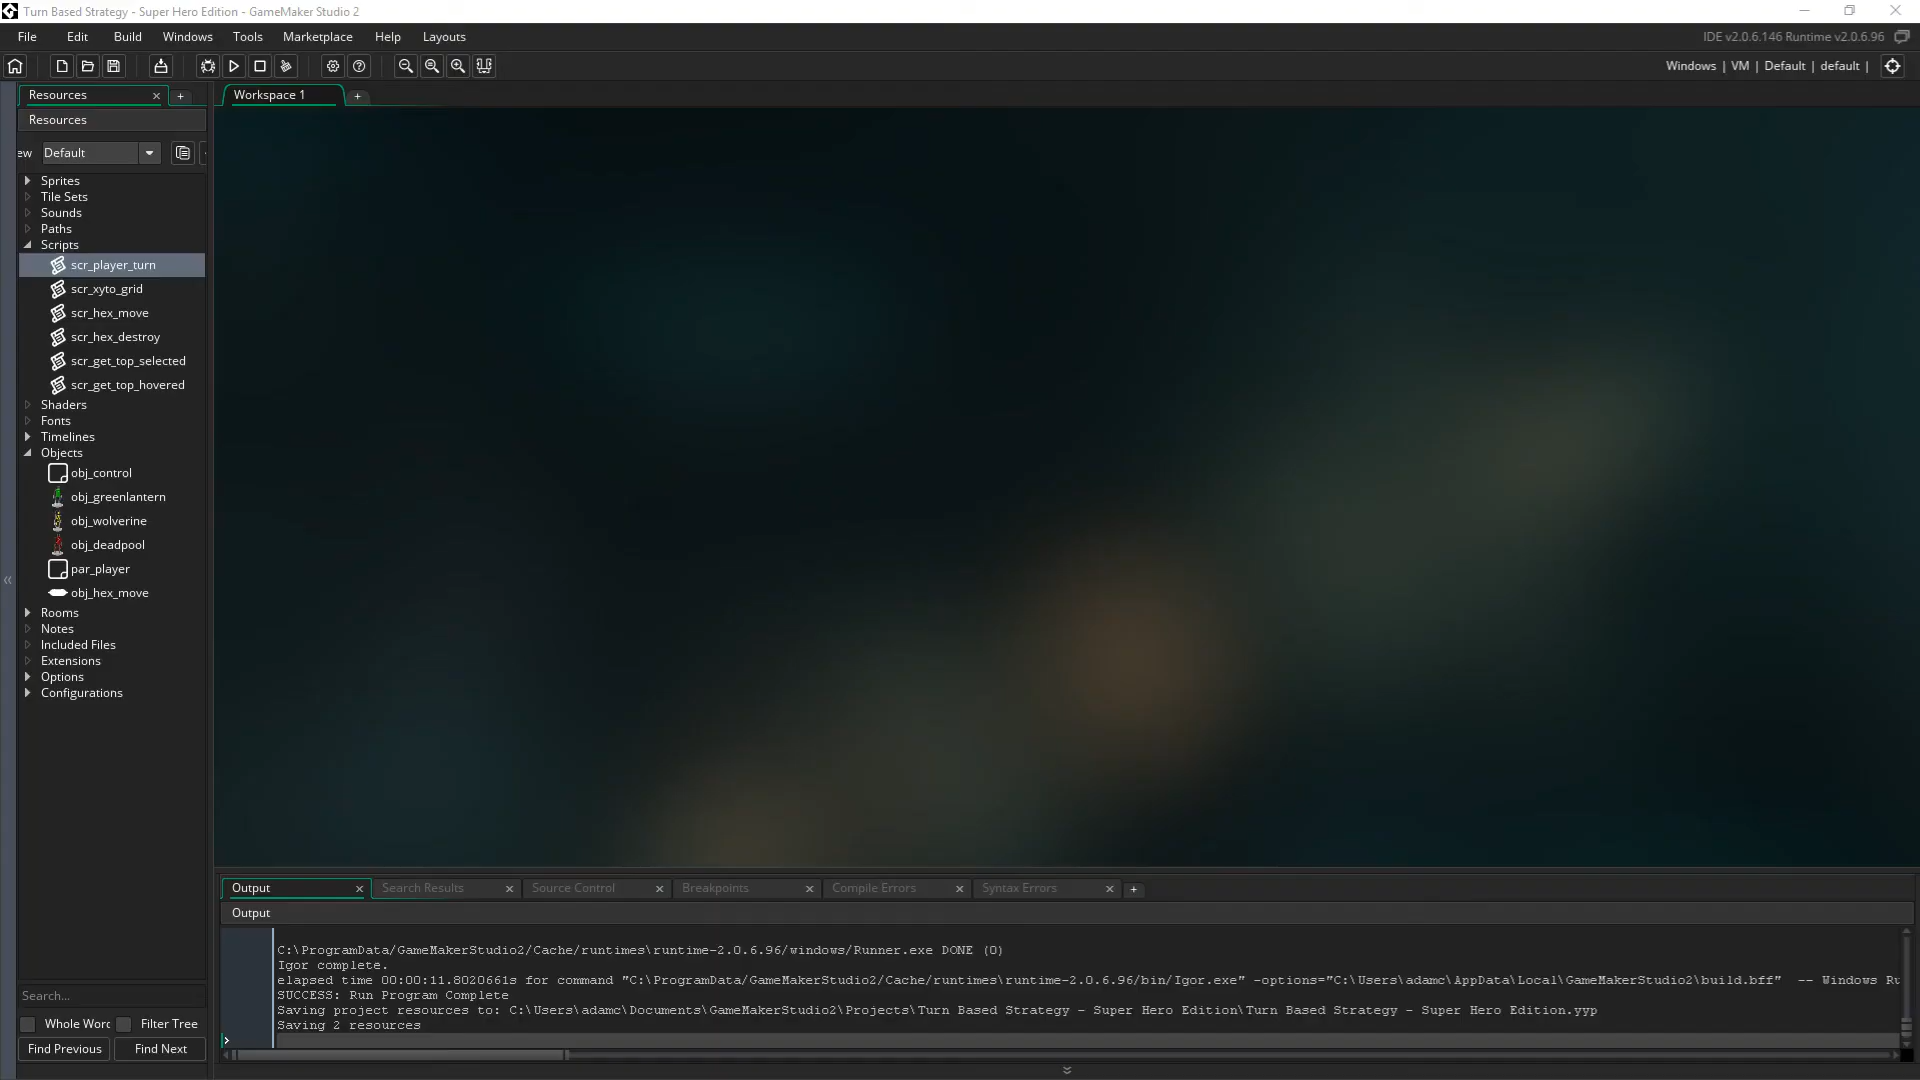 Turn Based Strategy - Super Hero Edition - GameMaker Studio 2
File Edit Build Windows Tools Marketplace Help Layouts
IDE v2.0.6.146 Runtime v2.0.6.96
Windows | VM | Default | default |
Resources
Workspace 1
Resources
ew Default
Sprites
Tile Sets
Sounds
Paths
Scripts
scr_player_turn
scr_xyto_grid
scr_hex_move
scr_hex_destroy
scr_get_top_selected
scr_get_top_hovered
Shaders
Fonts
Timelines
Objects
obj_control
obj_greenlantern
obj_wolverine
obj_deadpool
par_player
obj_hex_move
Rooms
Notes
Included Files
Extensions
Options
Configurations
Search...
Whole Word Filter Tree
Find Previous Find Next
Output Search Results Source Control Breakpoints Compile Errors Syntax Errors
Output
C:\ProgramData/GameMakerStudio2/Cache/runtimes\runtime-2.0.6.96/windows/Runner.exe DONE (0)
Igor complete.
elapsed time 00:00:11.8020661s for command "C:\ProgramData/GameMakerStudio2/Cache/runtimes\runtime-2.0.6.96/bin/Igor.exe" -options="C:\Users\adamc\AppData\Local\GameMakerStudio2\build.bff" -- Windows Ru
SUCCESS: Run Program Complete
Saving project resources to: C:\Users\adamc\Documents\GameMakerStudio2\Projects\Turn Based Strategy - Super Hero Edition\Turn Based Strategy - Super Hero Edition.yyp
Saving 2 resources